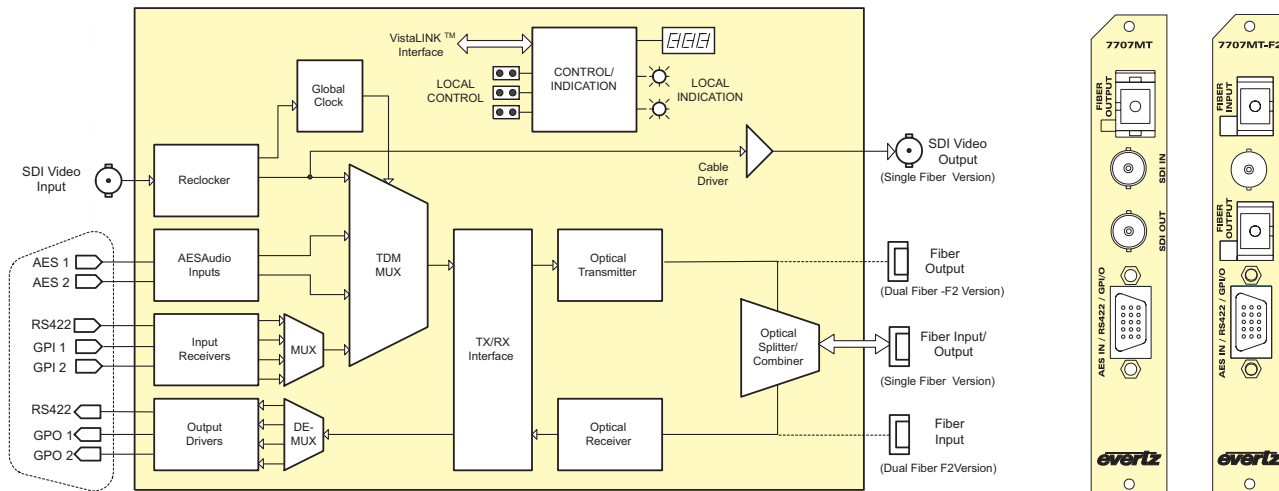 VistaLINK ™
Interface
888
CONTROL/
INDICATION
LOCAL
CONTROL
LOCAL
INDICATION
Global
Clock
SDI Video
Input
Reclocker
Cable
Driver
SDI Video
Output
(Single Fiber Version)
AES 1
AES 2
AESAudio
Inputs
TDM
MUX
TX/RX
Interface
Optical
Transmitter
Fiber
Output
(Dual Fiber -F2 Version)
RS422
GPI 1
GPI 2
Input
Receivers
MUX
Optical
Splitter/
Combiner
Fiber Input/
Output
(Single Fiber Version)
RS422
GPO 1
GPO 2
Output
Drivers
DE-
MUX
Optical
Receiver
Fiber
Input
(Dual Fiber F2Version)
7707MT
FIBER
OUTPUT
SDI IN
SDI OUT
AES IN / RS422 / GPI/O
evertz
7707MT-F2
FIBER
INPUT
FIBER
OUTPUT
AES IN / RS422 / GPI/O
evertz